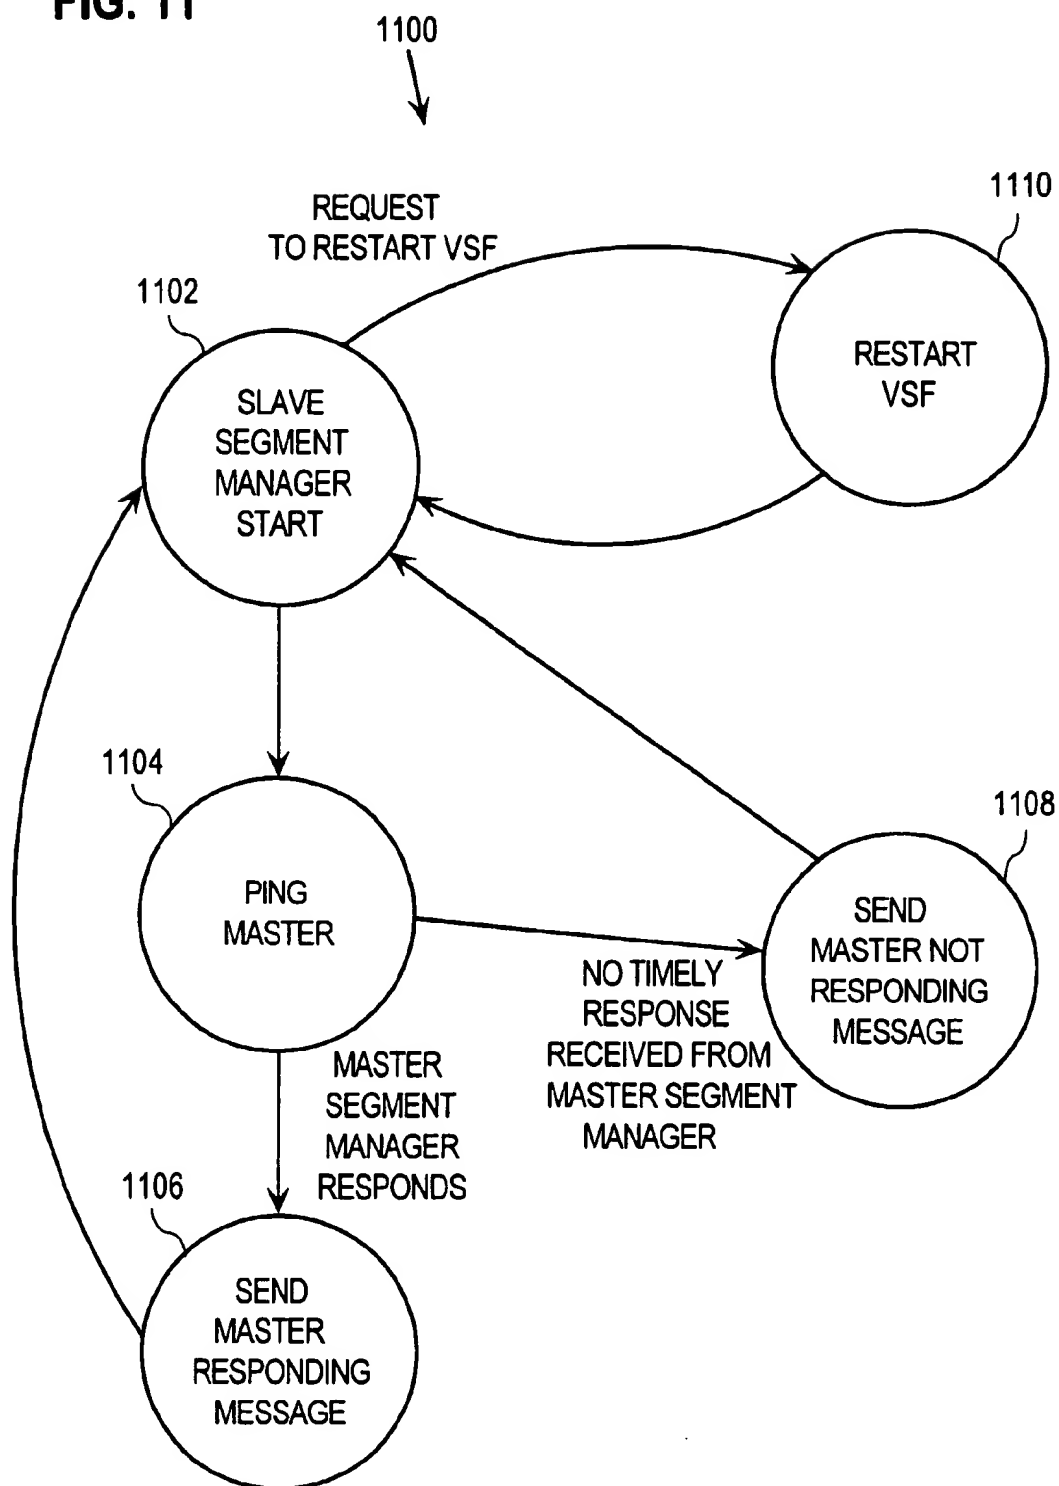 FIG. 11
1100
REQUEST
TO RESTART VSF
1110
RESTART
VSF
1102
SLAVE
SEGMENT
MANAGER
START
1104
PING
MASTER
1108
SEND
MASTER NOT
RESPONDING
MESSAGE
NO TIMELY
RESPONSE
RECEIVED FROM
MASTER SEGMENT
MANAGER
MASTER
SEGMENT
MANAGER
RESPONDS
1106
SEND
MASTER
RESPONDING
MESSAGE